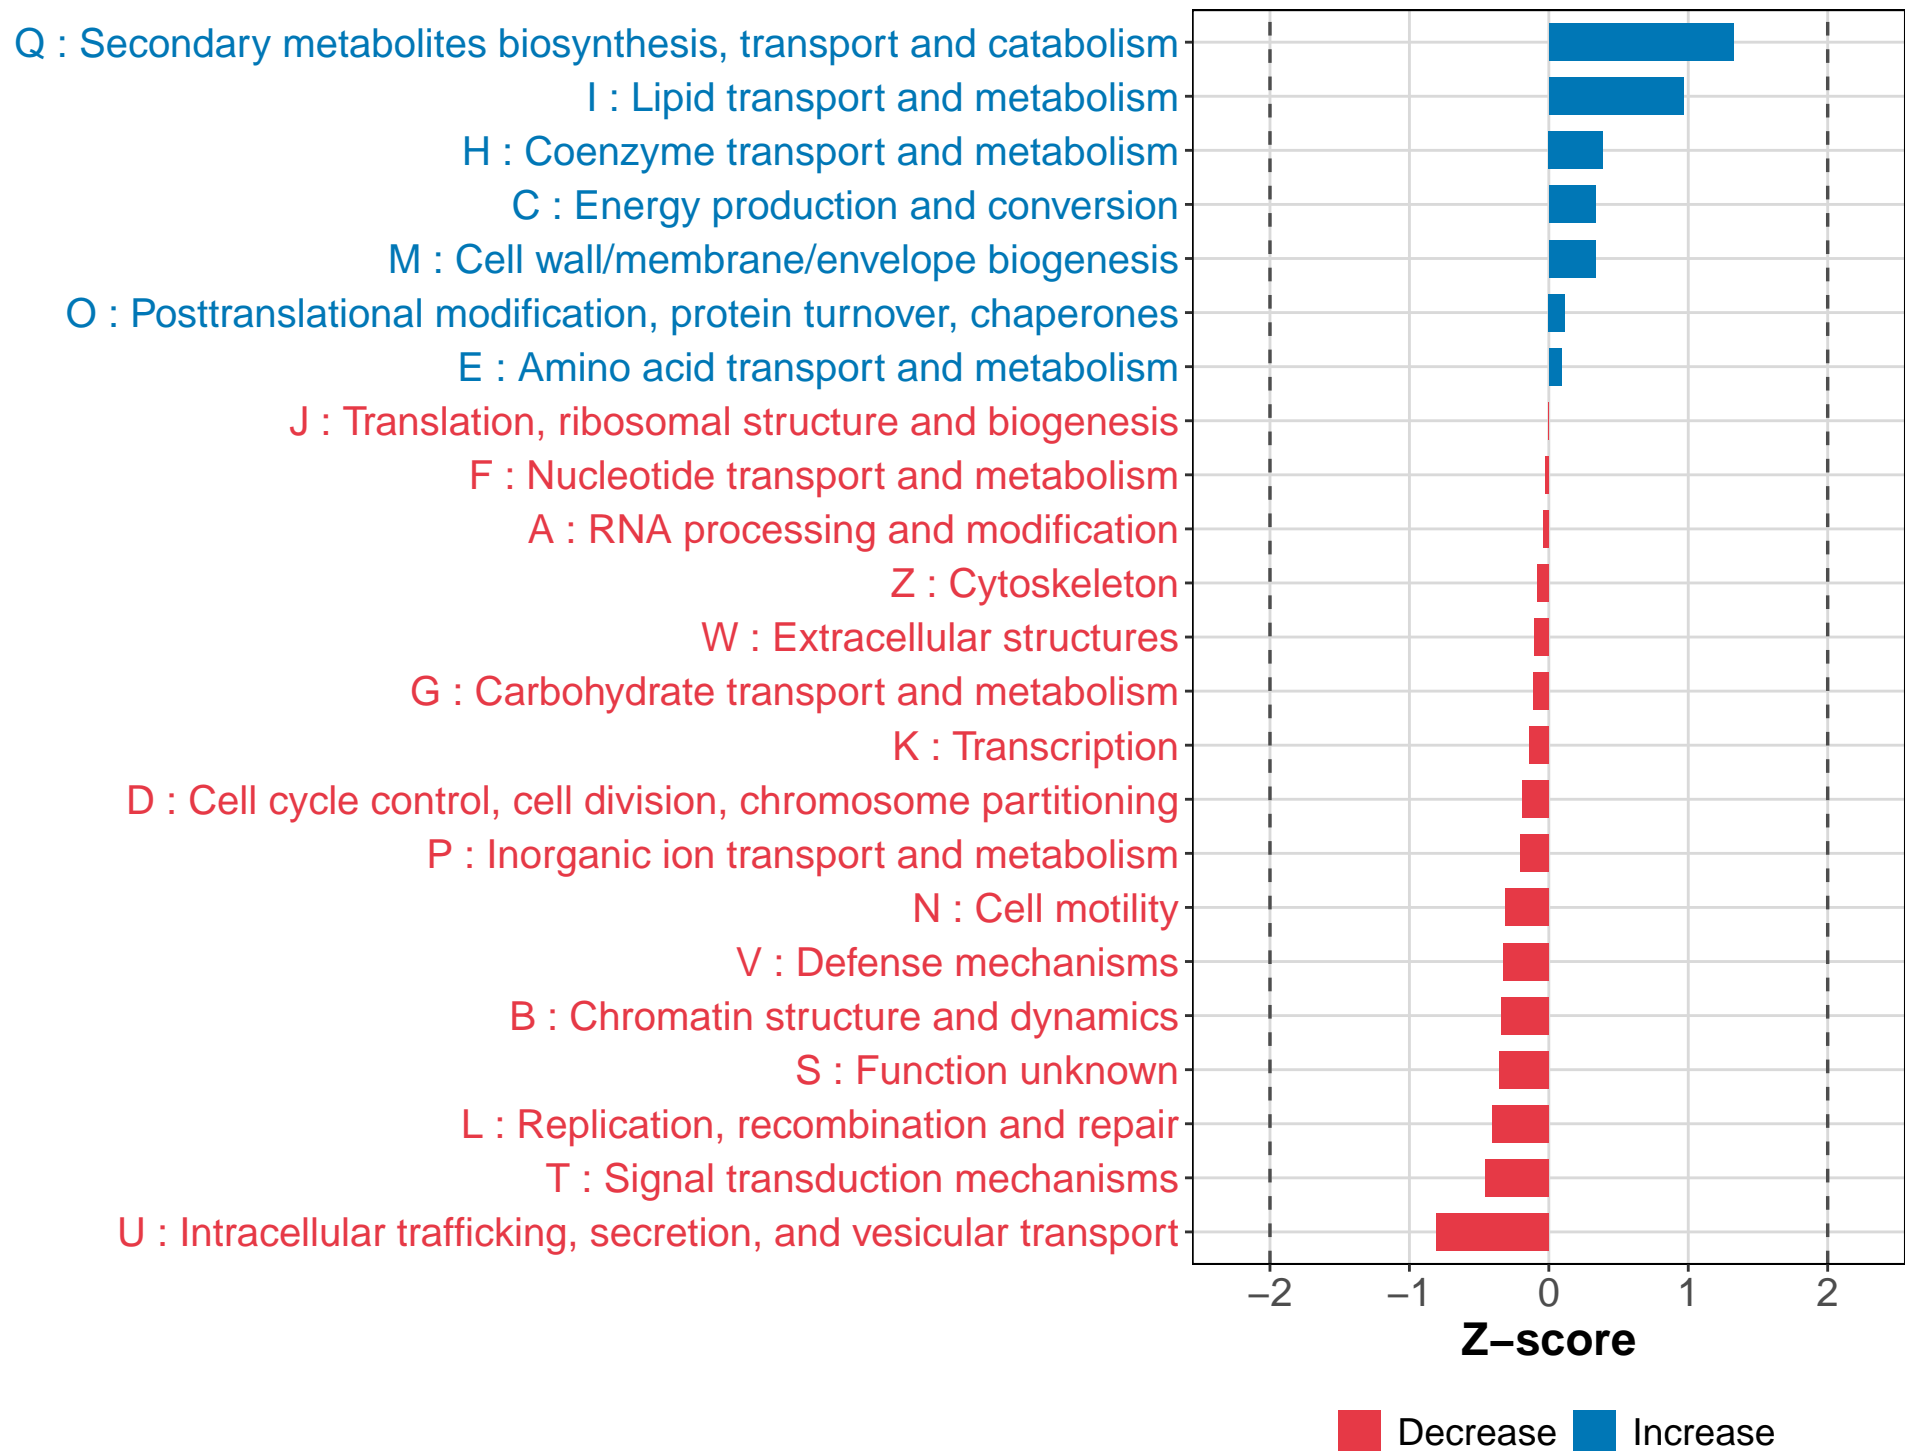 Q : Secondary metabolites biosynthesis, transport and catabolism
I : Lipid transport and metabolism
H : Coenzyme transport and metabolism
C : Energy production and conversion
M : Cell wall/membrane/envelope biogenesis
O : Posttranslational modification, protein turnover, chaperones
E : Amino acid transport and metabolism
J : Translation, ribosomal structure and biogenesis
F : Nucleotide transport and metabolism
A : RNA processing and modification
Z : Cytoskeleton
W : Extracellular structures
G : Carbohydrate transport and metabolism
K : Transcription
D : Cell cycle control, cell division, chromosome partitioning
P : Inorganic ion transport and metabolism
N : Cell motility
V : Defense mechanisms
B : Chromatin structure and dynamics
S : Function unknown
L : Replication, recombination and repair
T : Signal transduction mechanisms
U : Intracellular trafficking, secretion, and vesicular transport
−2 −1 0 1 2
Z−score
Decrease Increase